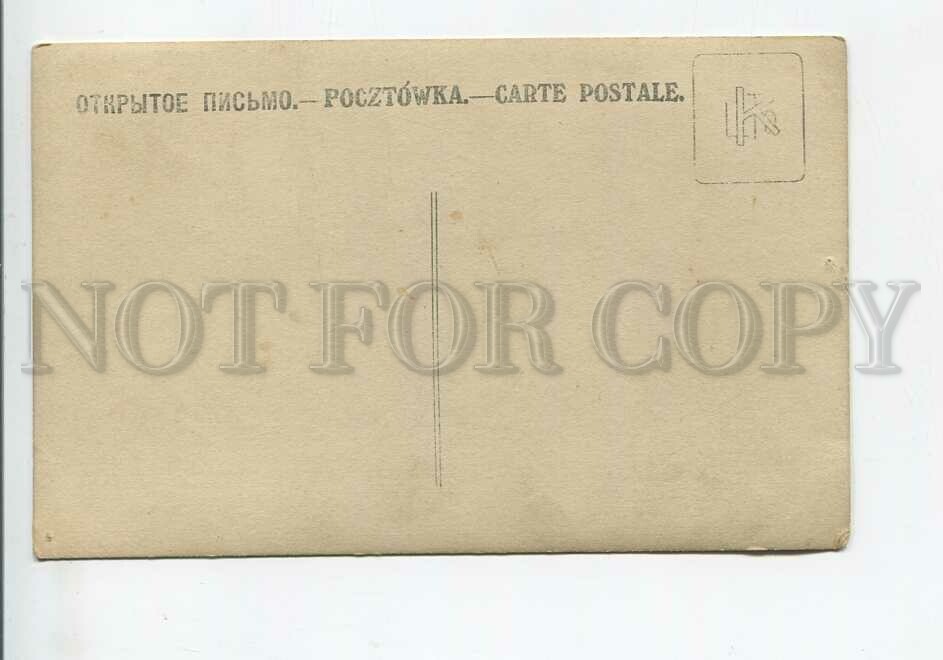 ОТКРЫТОЕ ПИСЬМО.—POCZTÓWKA.—CARTE POSTALE.
NOT FOR COPY